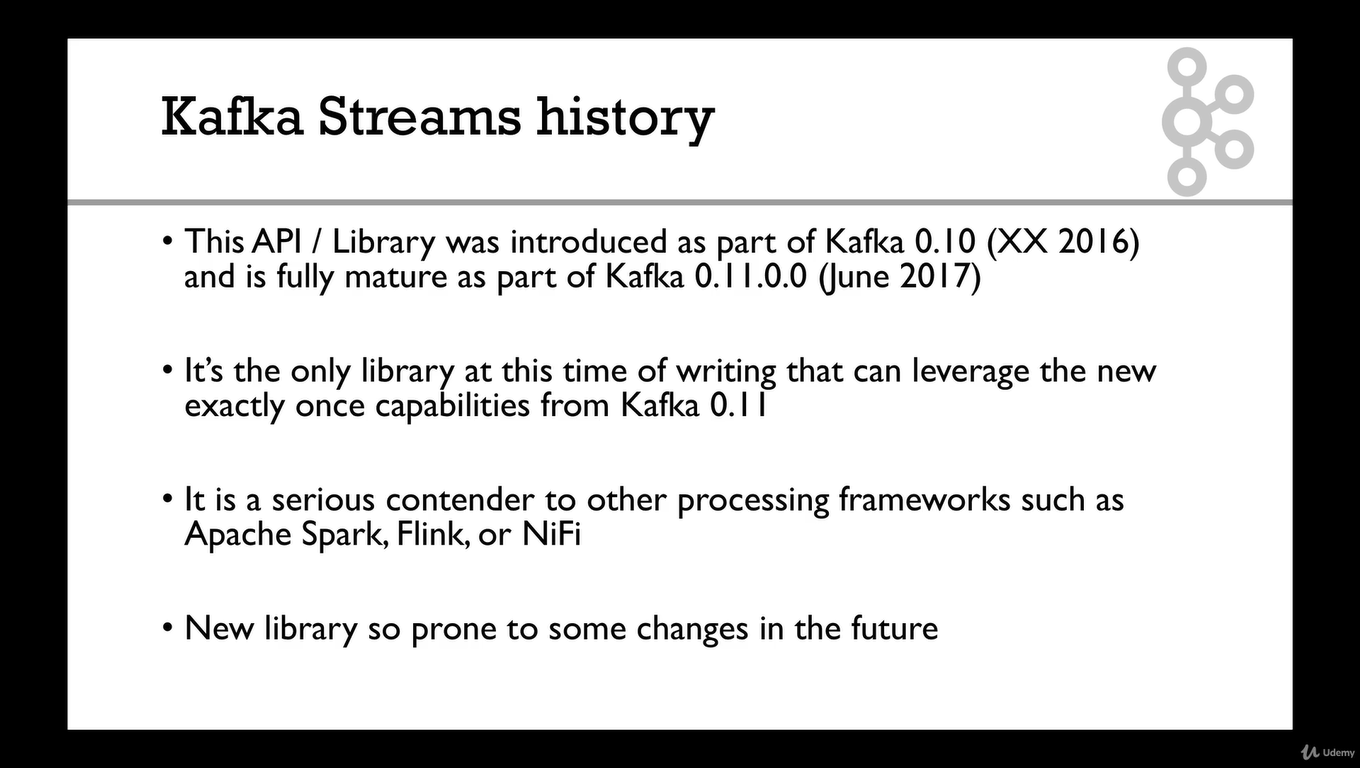 Kafka Streams history
• This API / Library was introduced as part of Kafka 0.10 (XX 2016)
and is fully mature as part of Kafka 0.11.0.0 (June 2017)
• It’s the only library at this time of writing that can leverage the new
exactly once capabilities from Kafka 0.11
• It is a serious contender to other processing frameworks such as
Apache Spark, Flink, or NiFi
• New library so prone to some changes in the future
Udemy